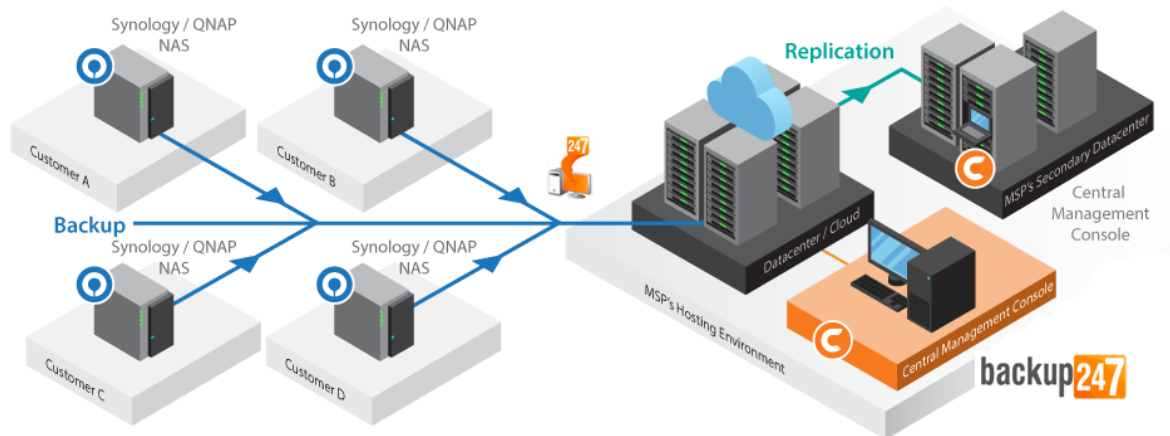 Synology / QNAP
NAS
Customer A
Synology / QNAP
NAS
Customer B
Backup
Synology / QNAP
NAS
Customer C
Synology / QNAP
NAS
Customer D
247
Replication
Datacenter / Cloud
MSP's Hosting Environment
MSP's Secondary Datacenter
C
Central
Management
Console
C
Central Management Console
backup247